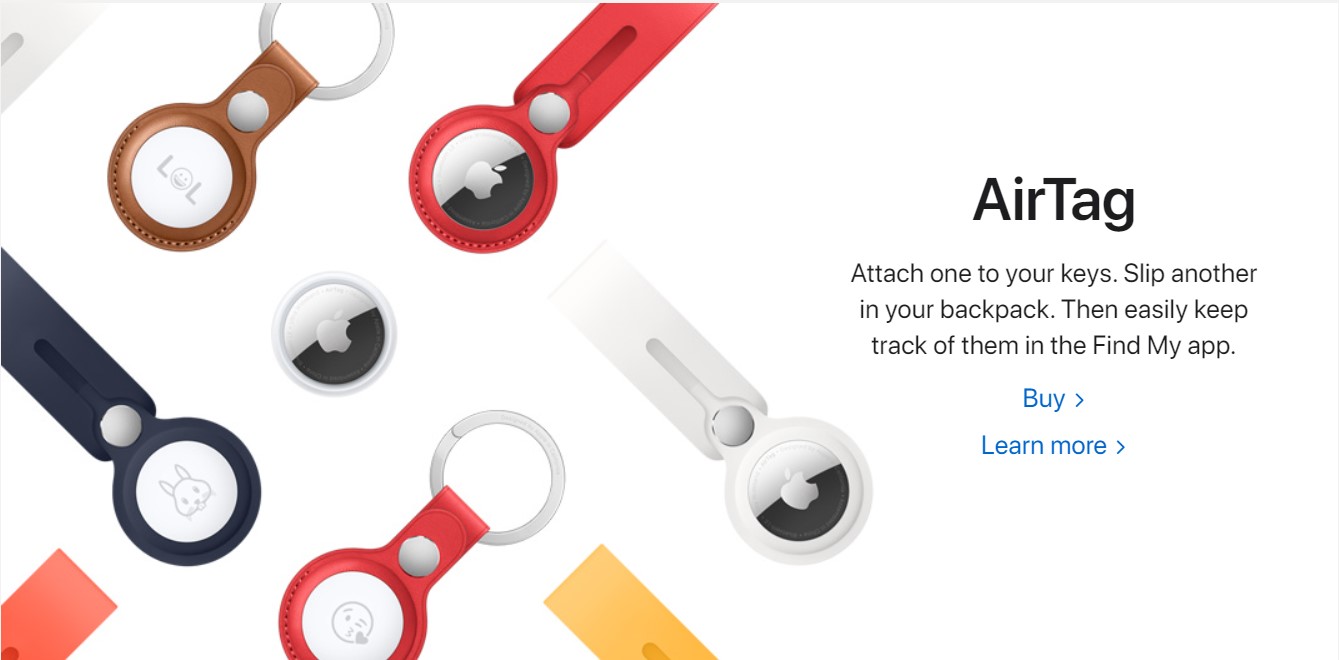 LOL
AirTag
Attach one to your keys. Slip another
in your backpack. Then easily keep
track of them in the Find My app.
Buy >
Learn more >